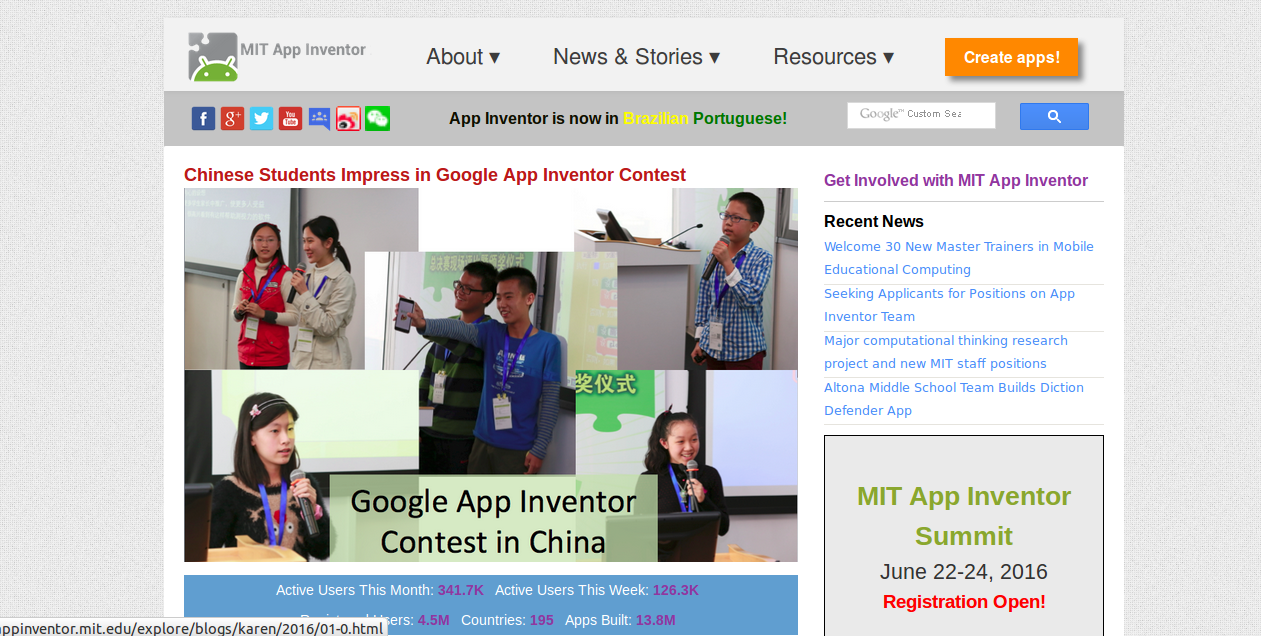 MIT App Inventor
About ▾ News & Stories ▾ Resources ▾
Create apps!
App Inventor is now in Brazilian Portuguese!
Google™ Custom Sea
Chinese Students Impress in Google App Inventor Contest
奖仪式
Google App Inventor
Contest in China
Active Users This Month: 341.7K Active Users This Week: 126.3K
Registered Users: 4.5M Countries: 195 Apps Built: 13.8M
Get Involved with MIT App Inventor
Recent News
Welcome 30 New Master Trainers in Mobile
Educational Computing
Seeking Applicants for Positions on App
Inventor Team
Major computational thinking research
project and new MIT staff positions
Altona Middle School Team Builds Diction
Defender App
MIT App Inventor
Summit
June 22-24, 2016
Registration Open!
appinventor.mit.edu/explore/blogs/karen/2016/01-0.html